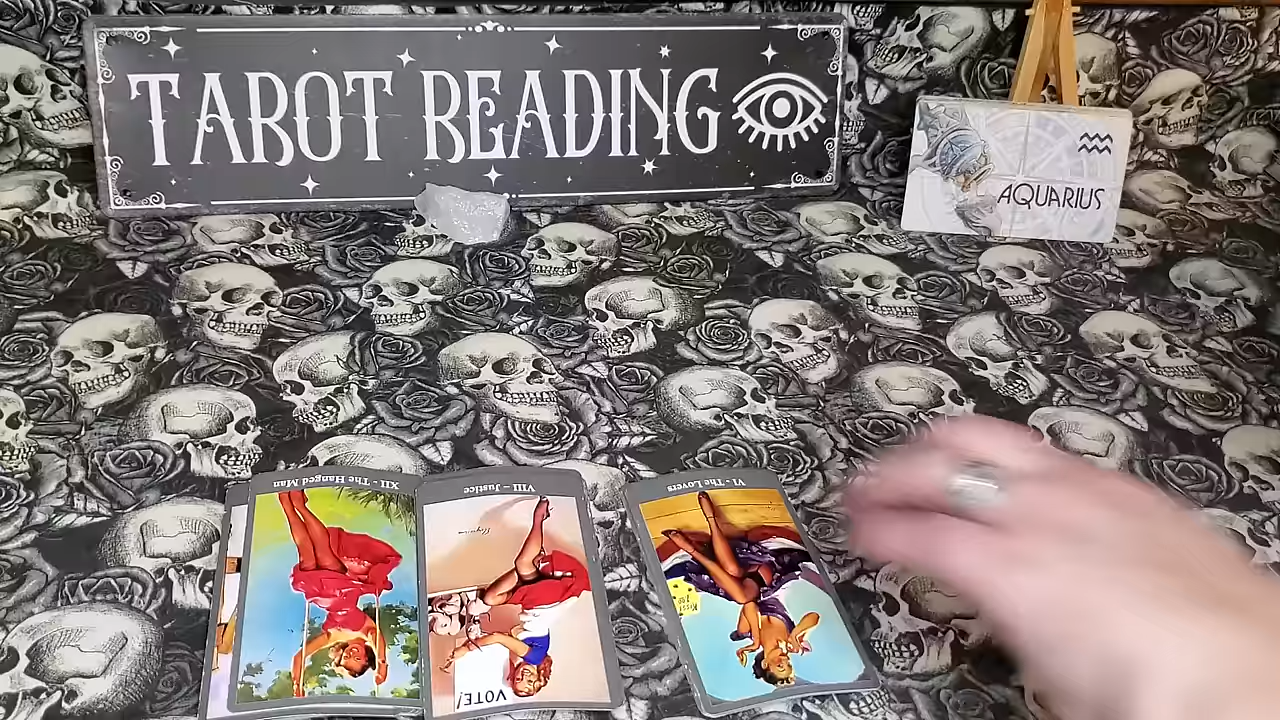 TAROT READING
AQUARIUS
XII - The Hanged Man
VIII - Justice
VI - The Lovers
VOTE!